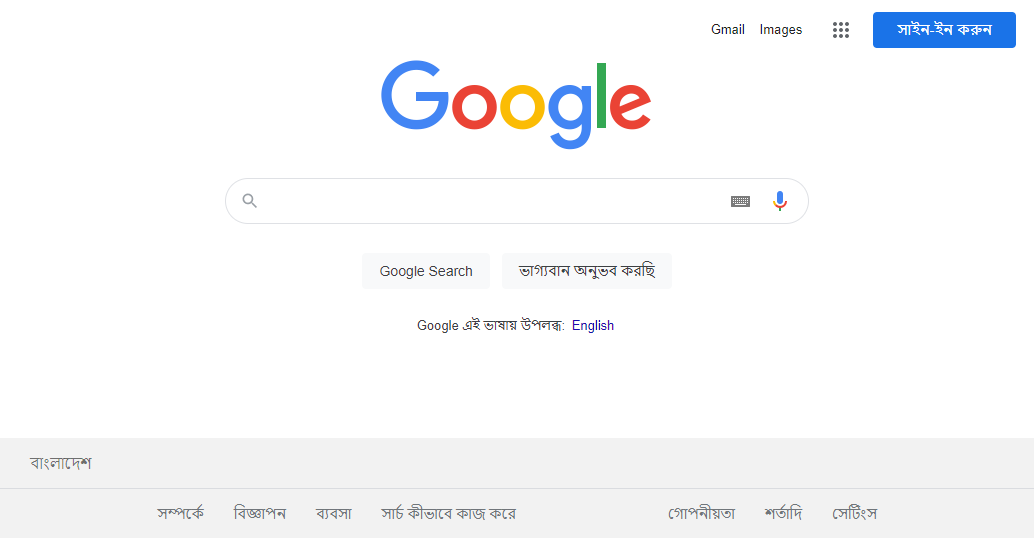 Gmail Images সাইন-ইন করুন
Google
Google Search ভাগ্যবান অনুভব করছি
Google এই ভাষায় উপলব্ধ: English
বাংলাদেশ
সম্পর্কে বিজ্ঞাপন ব্যবসা সার্চ কীভাবে কাজ করে গোপনীয়তা শর্তাদি সেটিংস